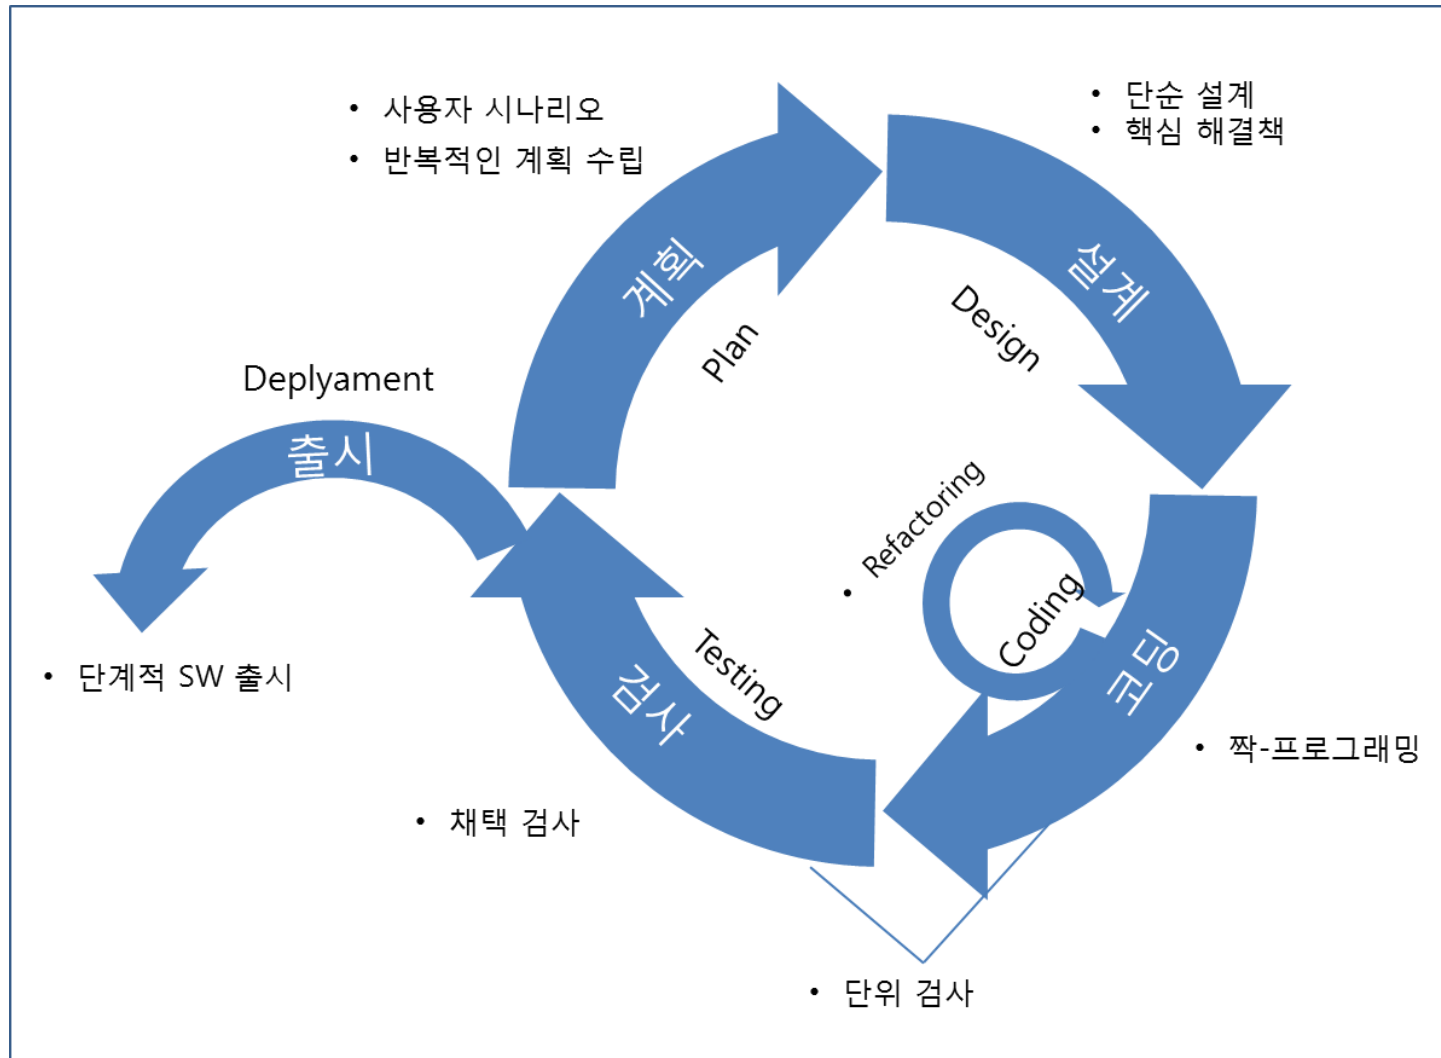 • 사용자 시나리오
• 반복적인 계획 수립
• 단순 설계
• 핵심 해결책
계획
Plan
설계
Design
Deplyament
출시
• 단계적 SW 출시
• Refactoring
Coding
코딩
• 짝-프로그래밍
Testing
검사
• 채택 검사
• 단위 검사